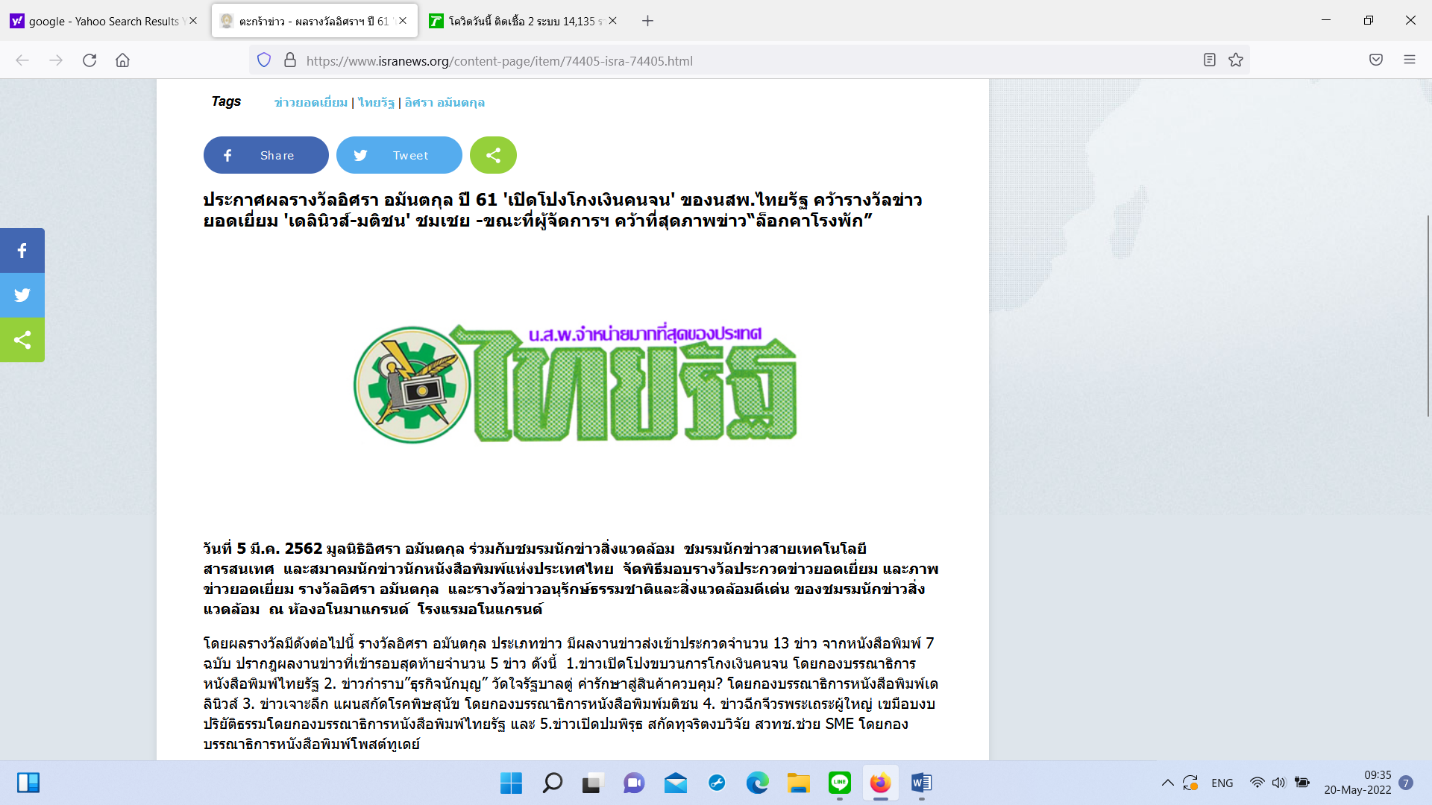 google - Yahoo Search Results
ตะกร้าข่าว - ผลรางวัลอิศราฯ ปี 61
โควิดวันนี้ ติดเชื้อ 2 ระบบ 14,135
https://www.isranews.org/content-page/item/74405-isra-74405.html
Tags ข่าวยอดเยี่ยม | ไทยรัฐ | อิศรา อมันตกุล
Share Tweet
ประกาศผลรางวัลอิศรา อมันตกุล ปี 61 'เปิดโปงโกงเงินคนจน' ของนสพ.ไทยรัฐ คว้ารางวัลข่าว
ยอดเยี่ยม 'เดลินิวส์-มติชน' ชมเชย -ขณะที่ผู้จัดการฯ คว้าที่สุดภาพข่าว“ล็อกคาโรงพัก”
น.ส.พ.จำหน่ายมากที่สุดของประเทศ
ไทยรัฐ
วันที่ 5 มี.ค. 2562 มูลนิธิอิศรา อมันตกุล ร่วมกับชมรมนักข่าวสิ่งแวดล้อม ชมรมนักข่าวสายเทคโนโลยี
สารสนเทศ และสมาคมนักข่าวนักหนังสือพิมพ์แห่งประเทศไทย จัดพิธีมอบรางวัลประกวดข่าวยอดเยี่ยม และภาพ
ข่าวยอดเยี่ยม รางวัลอิศรา อมันตกุล และรางวัลข่าวอนุรักษ์ธรรมชาติและสิ่งแวดล้อมดีเด่น ของชมรมนักข่าวสิ่ง
แวดล้อม ณ ห้องอโนมาแกรนด์ โรงแรมอโนแกรนด์
โดยผลรางวัลมีดังต่อไปนี้ รางวัลอิศรา อมันตกุล ประเภทข่าว มีผลงานข่าวส่งเข้าประกวดจำนวน 13 ข่าว จากหนังสือพิมพ์ 7
ฉบับ ปรากฎผลงานข่าวที่เข้ารอบสุดท้ายจำนวน 5 ข่าว ดังนี้ 1.ข่าวเปิดโปงขบวนการโกงเงินคนจน โดยกองบรรณาธิการ
หนังสือพิมพ์ไทยรัฐ 2. ข่าวกำราบ”ธุรกิจนักบุญ” วัดใจรัฐบาลตู่ ค่ารักษาสู่สินค้าควบคุม? โดยกองบรรณาธิการหนังสือพิมพ์เด
ลินิวส์ 3. ข่าวเจาะลึก แผนสกัดโรคพิษสุนัข โดยกองบรรณาธิการหนังสือพิมพ์มติชน 4. ข่าวฉีกจีวรพระเถระผู้ใหญ่ เขมือบงบ
ปริยัติธรรมโดยกองบรรณาธิการหนังสือพิมพ์ไทยรัฐ และ 5.ข่าวเปิดปมพิรุธ สกัดทุจริตงบวิจัย สวทช.ช่วย SME โดยกอง
บรรณาธิการหนังสือพิมพ์โพสต์ทูเดย์
ENG
09:35
20-May-2022
7